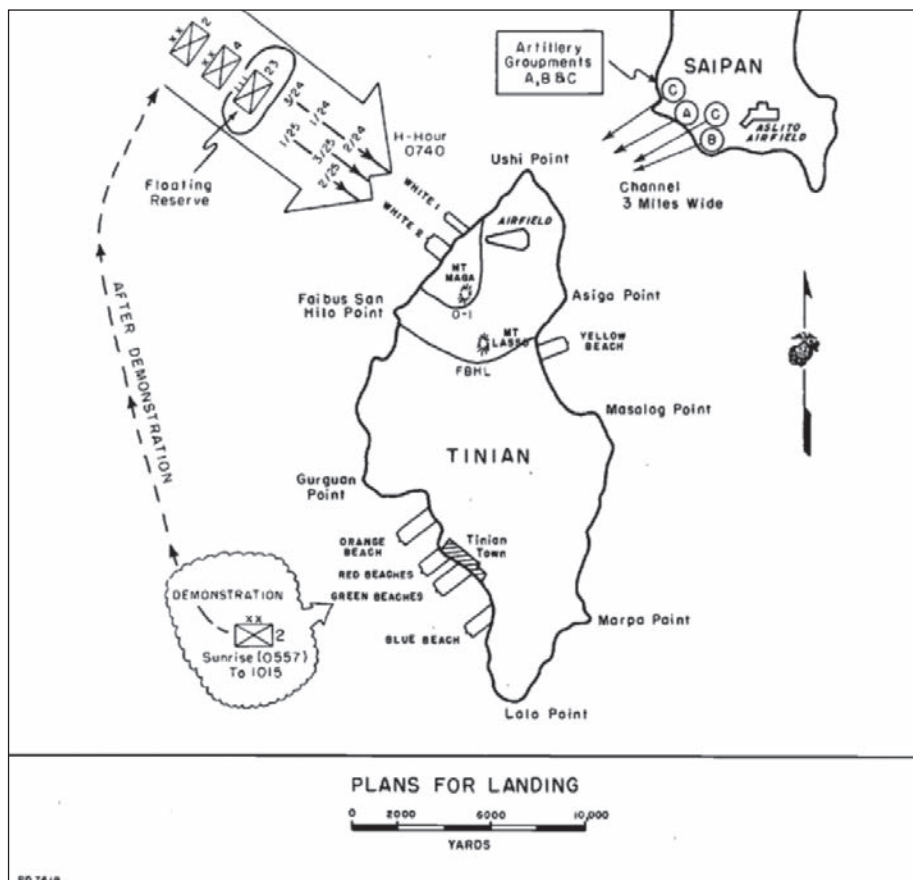 XX
2
XX
4
III
23
3/24
1/24
2/24
1/25
3/25
2/25
H-Hour
0740
Floating
Reserve
Artillery
Groupments
A, B & C
SAIPAN
C
A
C
B
ASLITO
AIRFIELD
Channel
3 Miles Wide
Ushi Point
WHITE 1
WHITE 2
AIRFIELD
MT
MAGA
O-1
Faibus San
Hilo Point
Asiga Point
MT
LASSO
FBHL
YELLOW
BEACH
Masalog Point
TINIAN
AFTER DEMONSTRATION
Gurguan
Point
ORANGE
BEACH
Tinian
Town
RED BEACHES
GREEN BEACHES
BLUE BEACH
Marpa Point
Lalo Point
DEMONSTRATION
XX
2
Sunrise (0557)
To 1015
PLANS FOR LANDING
0 2000 6000 10,000
YARDS